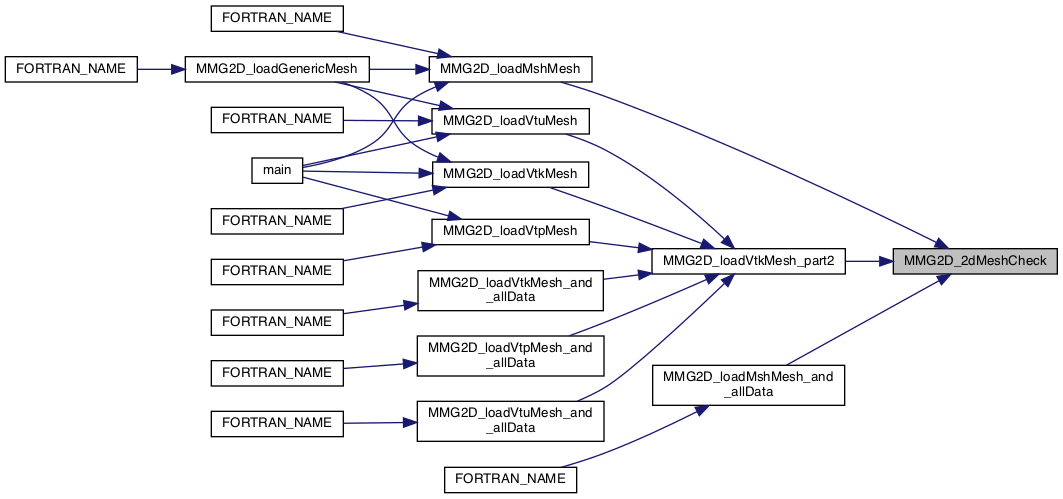 FORTRAN_NAME
FORTRAN_NAME
MMG2D_loadGenericMesh
MMG2D_loadMshMesh
FORTRAN_NAME
MMG2D_loadVtuMesh
main
MMG2D_loadVtkMesh
FORTRAN_NAME
MMG2D_loadVtpMesh
FORTRAN_NAME
MMG2D_loadVtkMesh_part2
MMG2D_2dMeshCheck
MMG2D_loadVtkMesh_and
_allData
FORTRAN_NAME
MMG2D_loadVtpMesh_and
_allData
FORTRAN_NAME
MMG2D_loadMshMesh_and
_allData
MMG2D_loadVtuMesh_and
_allData
FORTRAN_NAME
FORTRAN_NAME